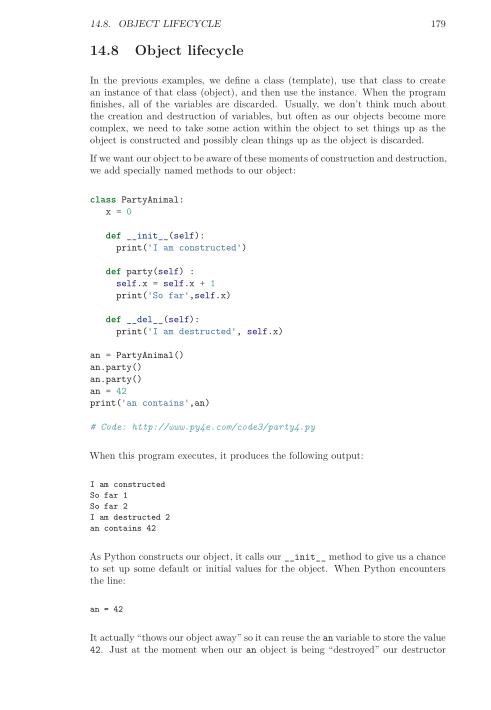 14.8. OBJECT LIFECYCLE 179
14.8 Object lifecycle
In the previous examples, we define a class (template), use that class to create
an instance of that class (object), and then use the instance. When the program
finishes, all of the variables are discarded. Usually, we don't think much about
the creation and destruction of variables, but often as our objects become more
complex, we need to take some action within the object to set things up as the
object is constructed and possibly clean things up as the object is discarded.
If we want our object to be aware of these moments of construction and destruction,
we add specially named methods to our object:
class PartyAnimal:
   x = 0
   def __init__(self):
     print('I am constructed')
   def party(self) :
     self.x = self.x + 1
     print('So far',self.x)
   def __del__(self):
     print('I am destructed', self.x)
an = PartyAnimal()
an.party()
an.party()
an = 42
print('an contains',an)
# Code: http://www.py4e.com/code3/party4.py
When this program executes, it produces the following output:
I am constructed
So far 1
So far 2
I am destructed 2
an contains 42
As Python constructs our object, it calls our __init__ method to give us a chance
to set up some default or initial values for the object. When Python encounters
the line:
an = 42
It actually “thows our object away” so it can reuse the an variable to store the value
42. Just at the moment when our an object is being “destroyed” our destructor